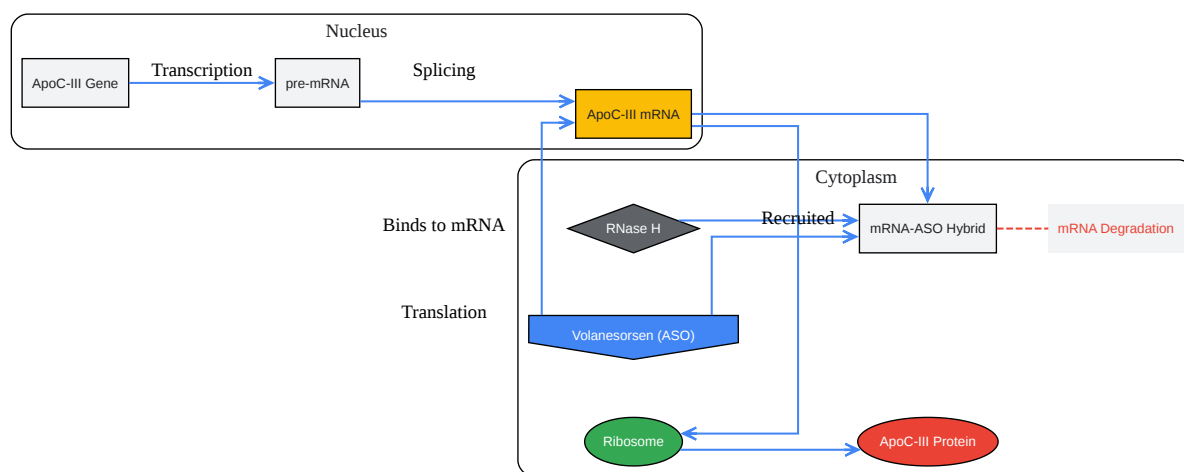 Nucleus
Transcription
Splicing
ApoC-III Gene
pre-mRNA
ApoC-III mRNA
Cytoplasm
Binds to mRNA
RNase H
Recruited
mRNA-ASO Hybrid
mRNA Degradation
Translation
Volanesorsen (ASO)
Ribosome
ApoC-III Protein